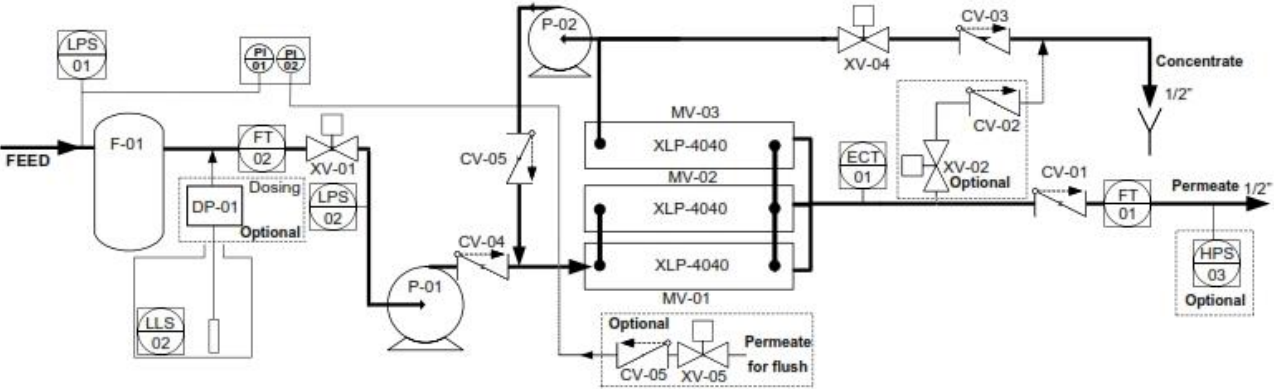 P-02
CV-03
LPS
01
PI
01
PI
02
XV-04
Concentrate
1/2"
MV-03
F-01
FT
02
XV-01
CV-05
XLP-4040
CV-02
FEED
ECT
01
XV-02
Optional
CV-01
MV-02
Dosing
DP-01
Optional
LPS
02
XLP-4040
FT
01
Permeate 1/2"
CV-04
XLP-4040
HPS
03
Optional
P-01
MV-01
LLS
02
Optional
Permeate
for flush
CV-05
XV-05